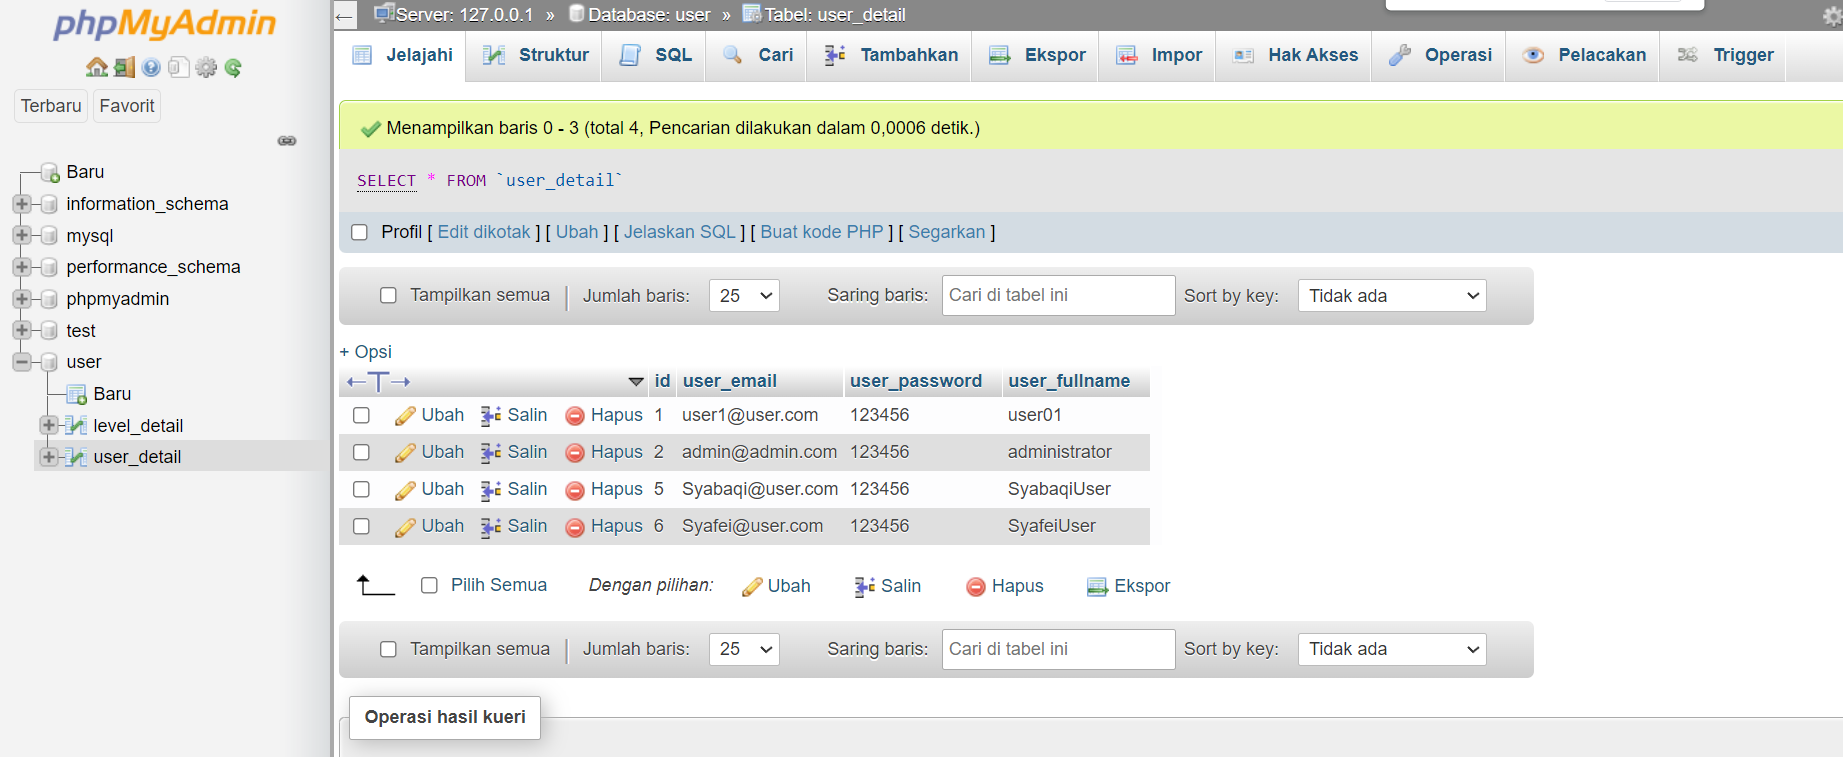 phpMyAdmin
Terbaru Favorit
Baru
information_schema
mysql
performance_schema
phpmyadmin
test
user
Baru
level_detail
user_detail
Server: 127.0.0.1 » Database: user » Tabel: user_detail
Jelajahi Struktur SQL Cari Tambahkan Ekspor Impor Hak Akses Operasi Pelacakan Trigger
Menampilkan baris 0 - 3 (total 4, Pencarian dilakukan dalam 0,0006 detik.)
SELECT * FROM `user_detail`
Profil [ Edit dikotak ] [ Ubah ] [ Jelaskan SQL ] [ Buat kode PHP ] [ Segarkan ]
Tampilkan semua | Jumlah baris: 25 Saring baris: Cari di tabel ini Sort by key: Tidak ada
+ Opsi
←T→ id user_email user_password user_fullname
Ubah Salin Hapus 1 user1@user.com 123456 user01
Ubah Salin Hapus 2 admin@admin.com 123456 administrator
Ubah Salin Hapus 5 Syabaqi@user.com 123456 SyabaqiUser
Ubah Salin Hapus 6 Syafei@user.com 123456 SyafeiUser
Pilih Semua Dengan pilihan: Ubah Salin Hapus Ekspor
Tampilkan semua | Jumlah baris: 25 Saring baris: Cari di tabel ini Sort by key: Tidak ada
Operasi hasil kueri